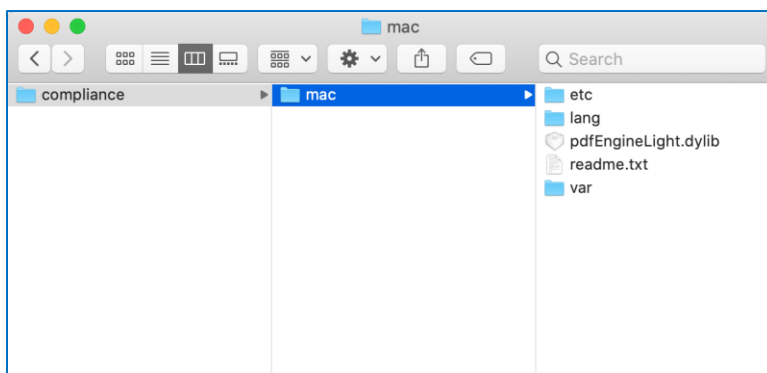 mac
Search
compliance
mac
etc
lang
pdfEngineLight.dylib
readme.txt
var